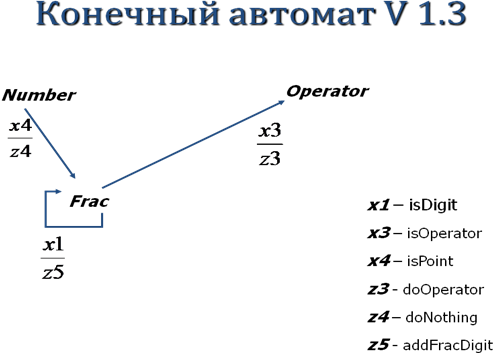 Конечный автомат V 1.3
Number
Operator
x4
z4
x3
z3
Frac
x1
z5
x1 – isDigit
x3 – isOperator
x4 – isPoint
z3 - doOperator
z4 – doNothing
z5 - addFracDigit